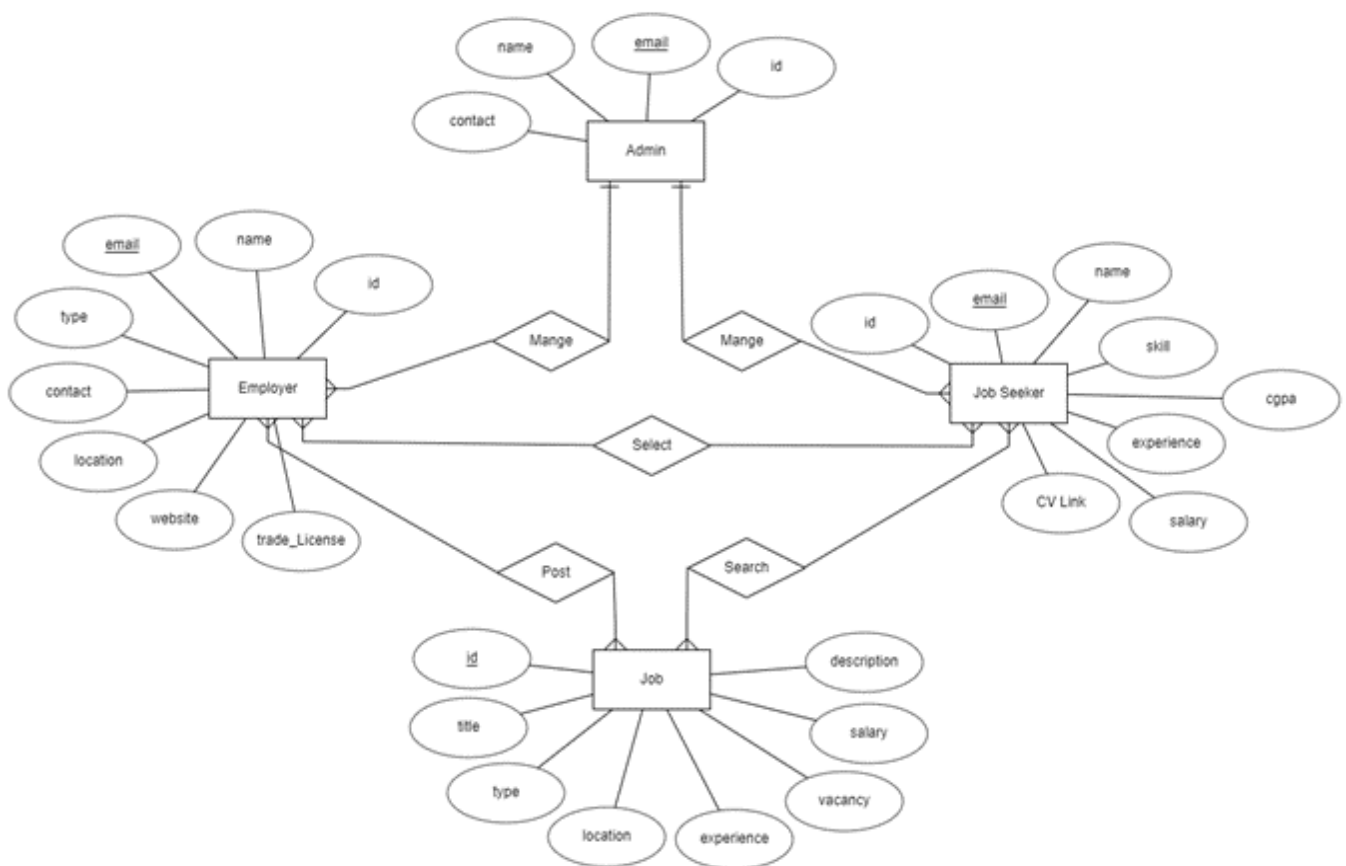 name
email
id
contact
Admin
email
name
id
type
contact
location
website
trade_License
Employer
Mange
Mange
id
email
name
skill
cgpa
experience
salary
CV Link
Job Seeker
Select
Post
Search
id
title
type
location
experience
vacancy
salary
description
Job